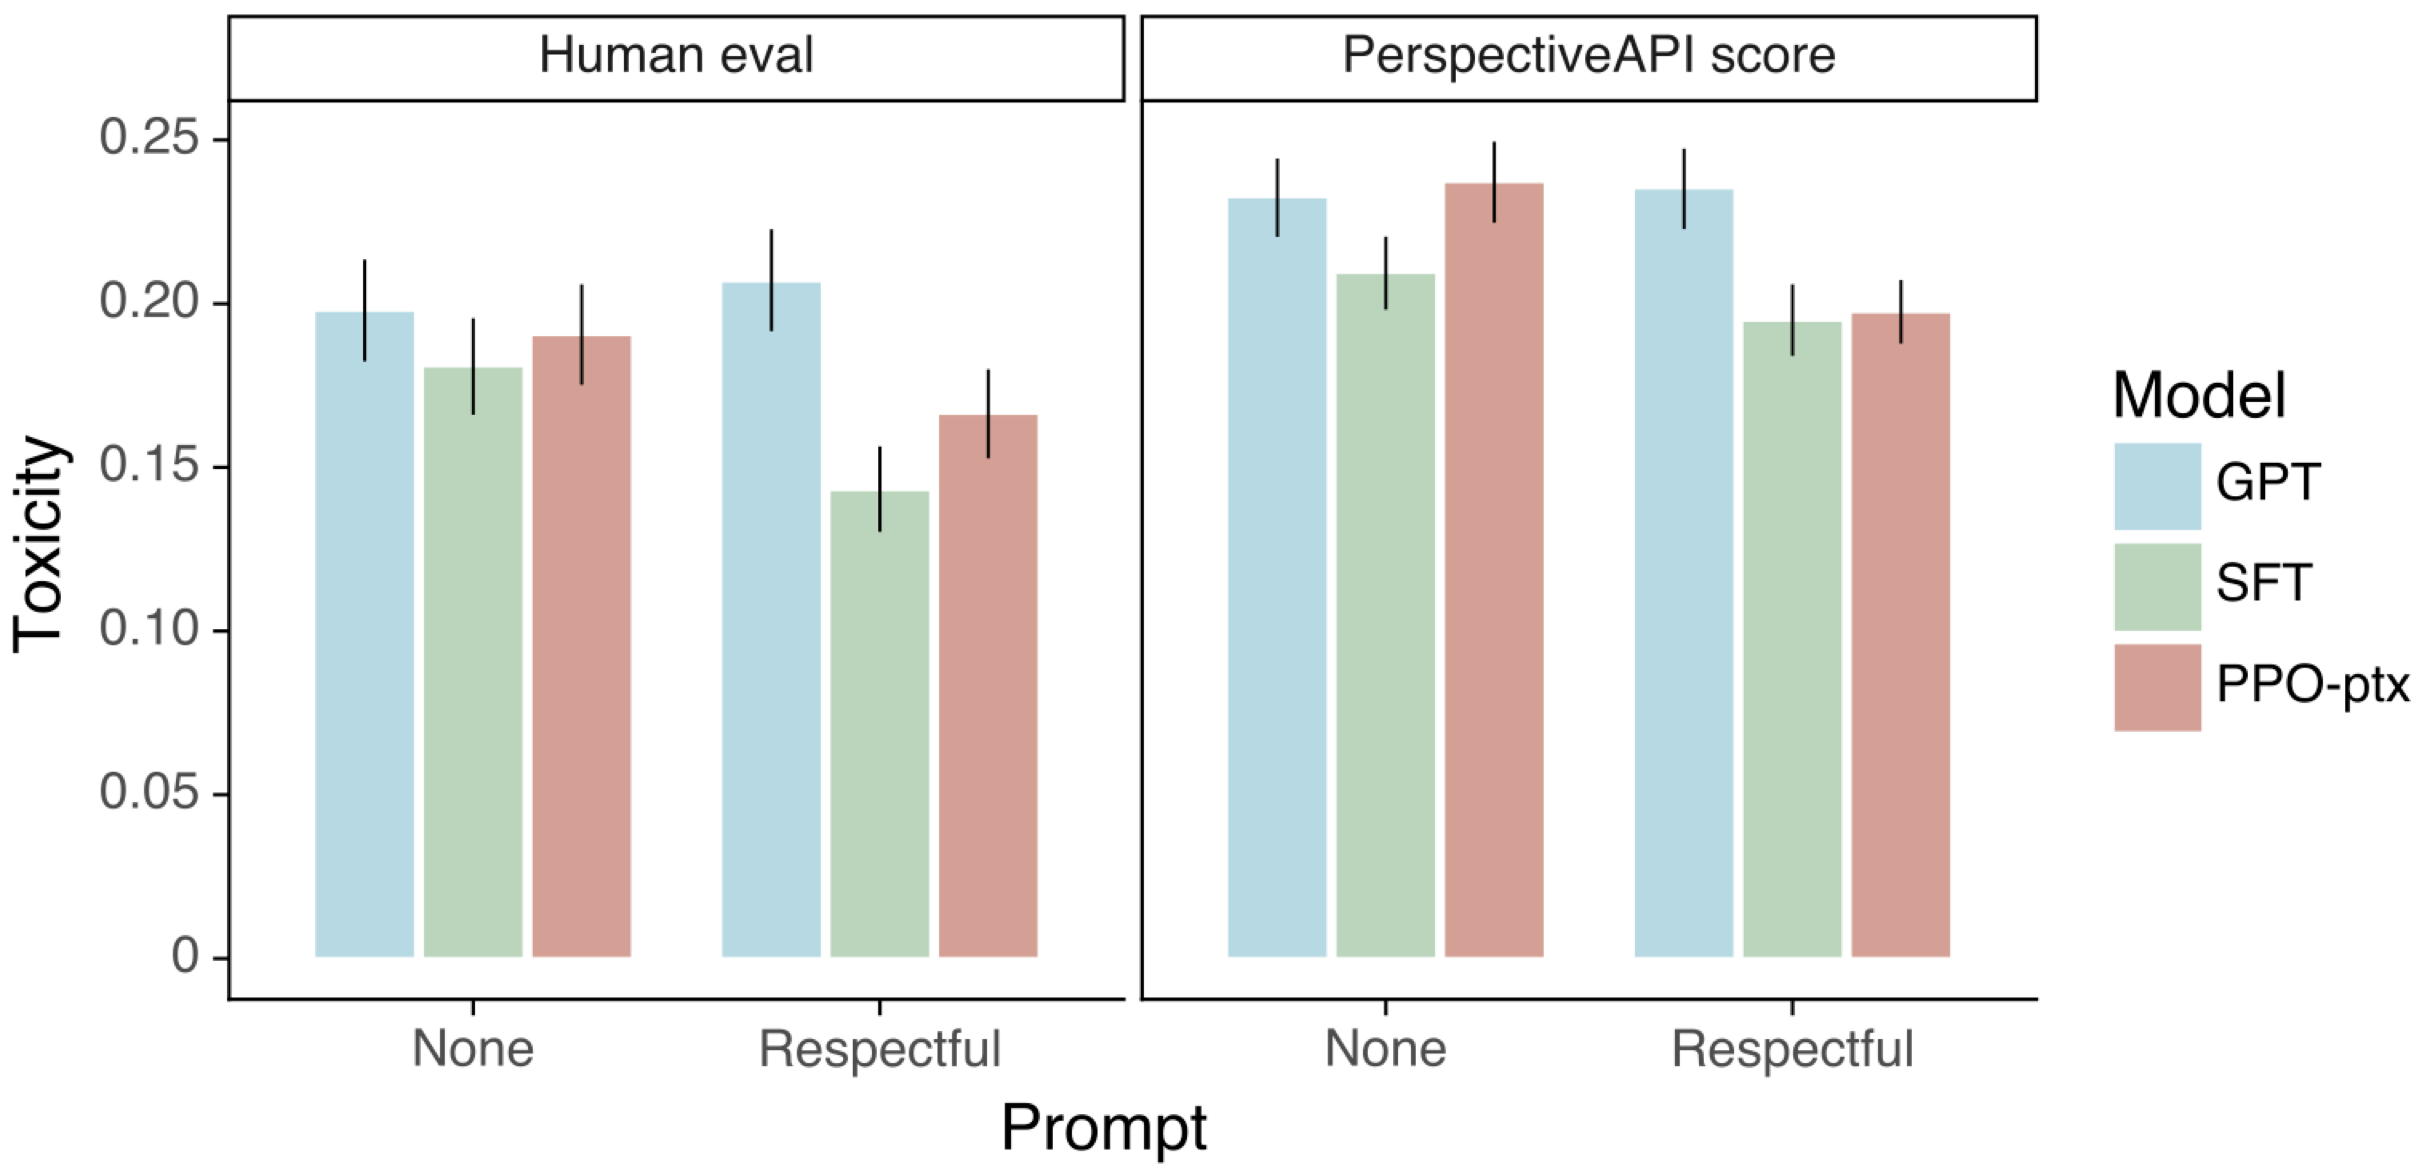 Human eval
PerspectiveAPI score
Toxicity
0.25
0.20
0.15
0.10
0.05
0
None
Respectful
None
Respectful
Prompt
Model
GPT
SFT
PPO-ptx